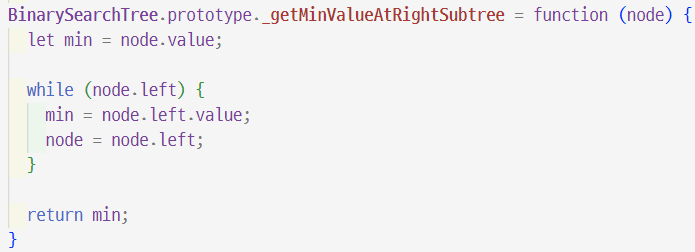 BinarySearchTree.prototype._getMinValueAtRightSubtree = function (node) {
  let min = node.value;

  while (node.left) {
    min = node.left.value;
    node = node.left;
  }

  return min;
}